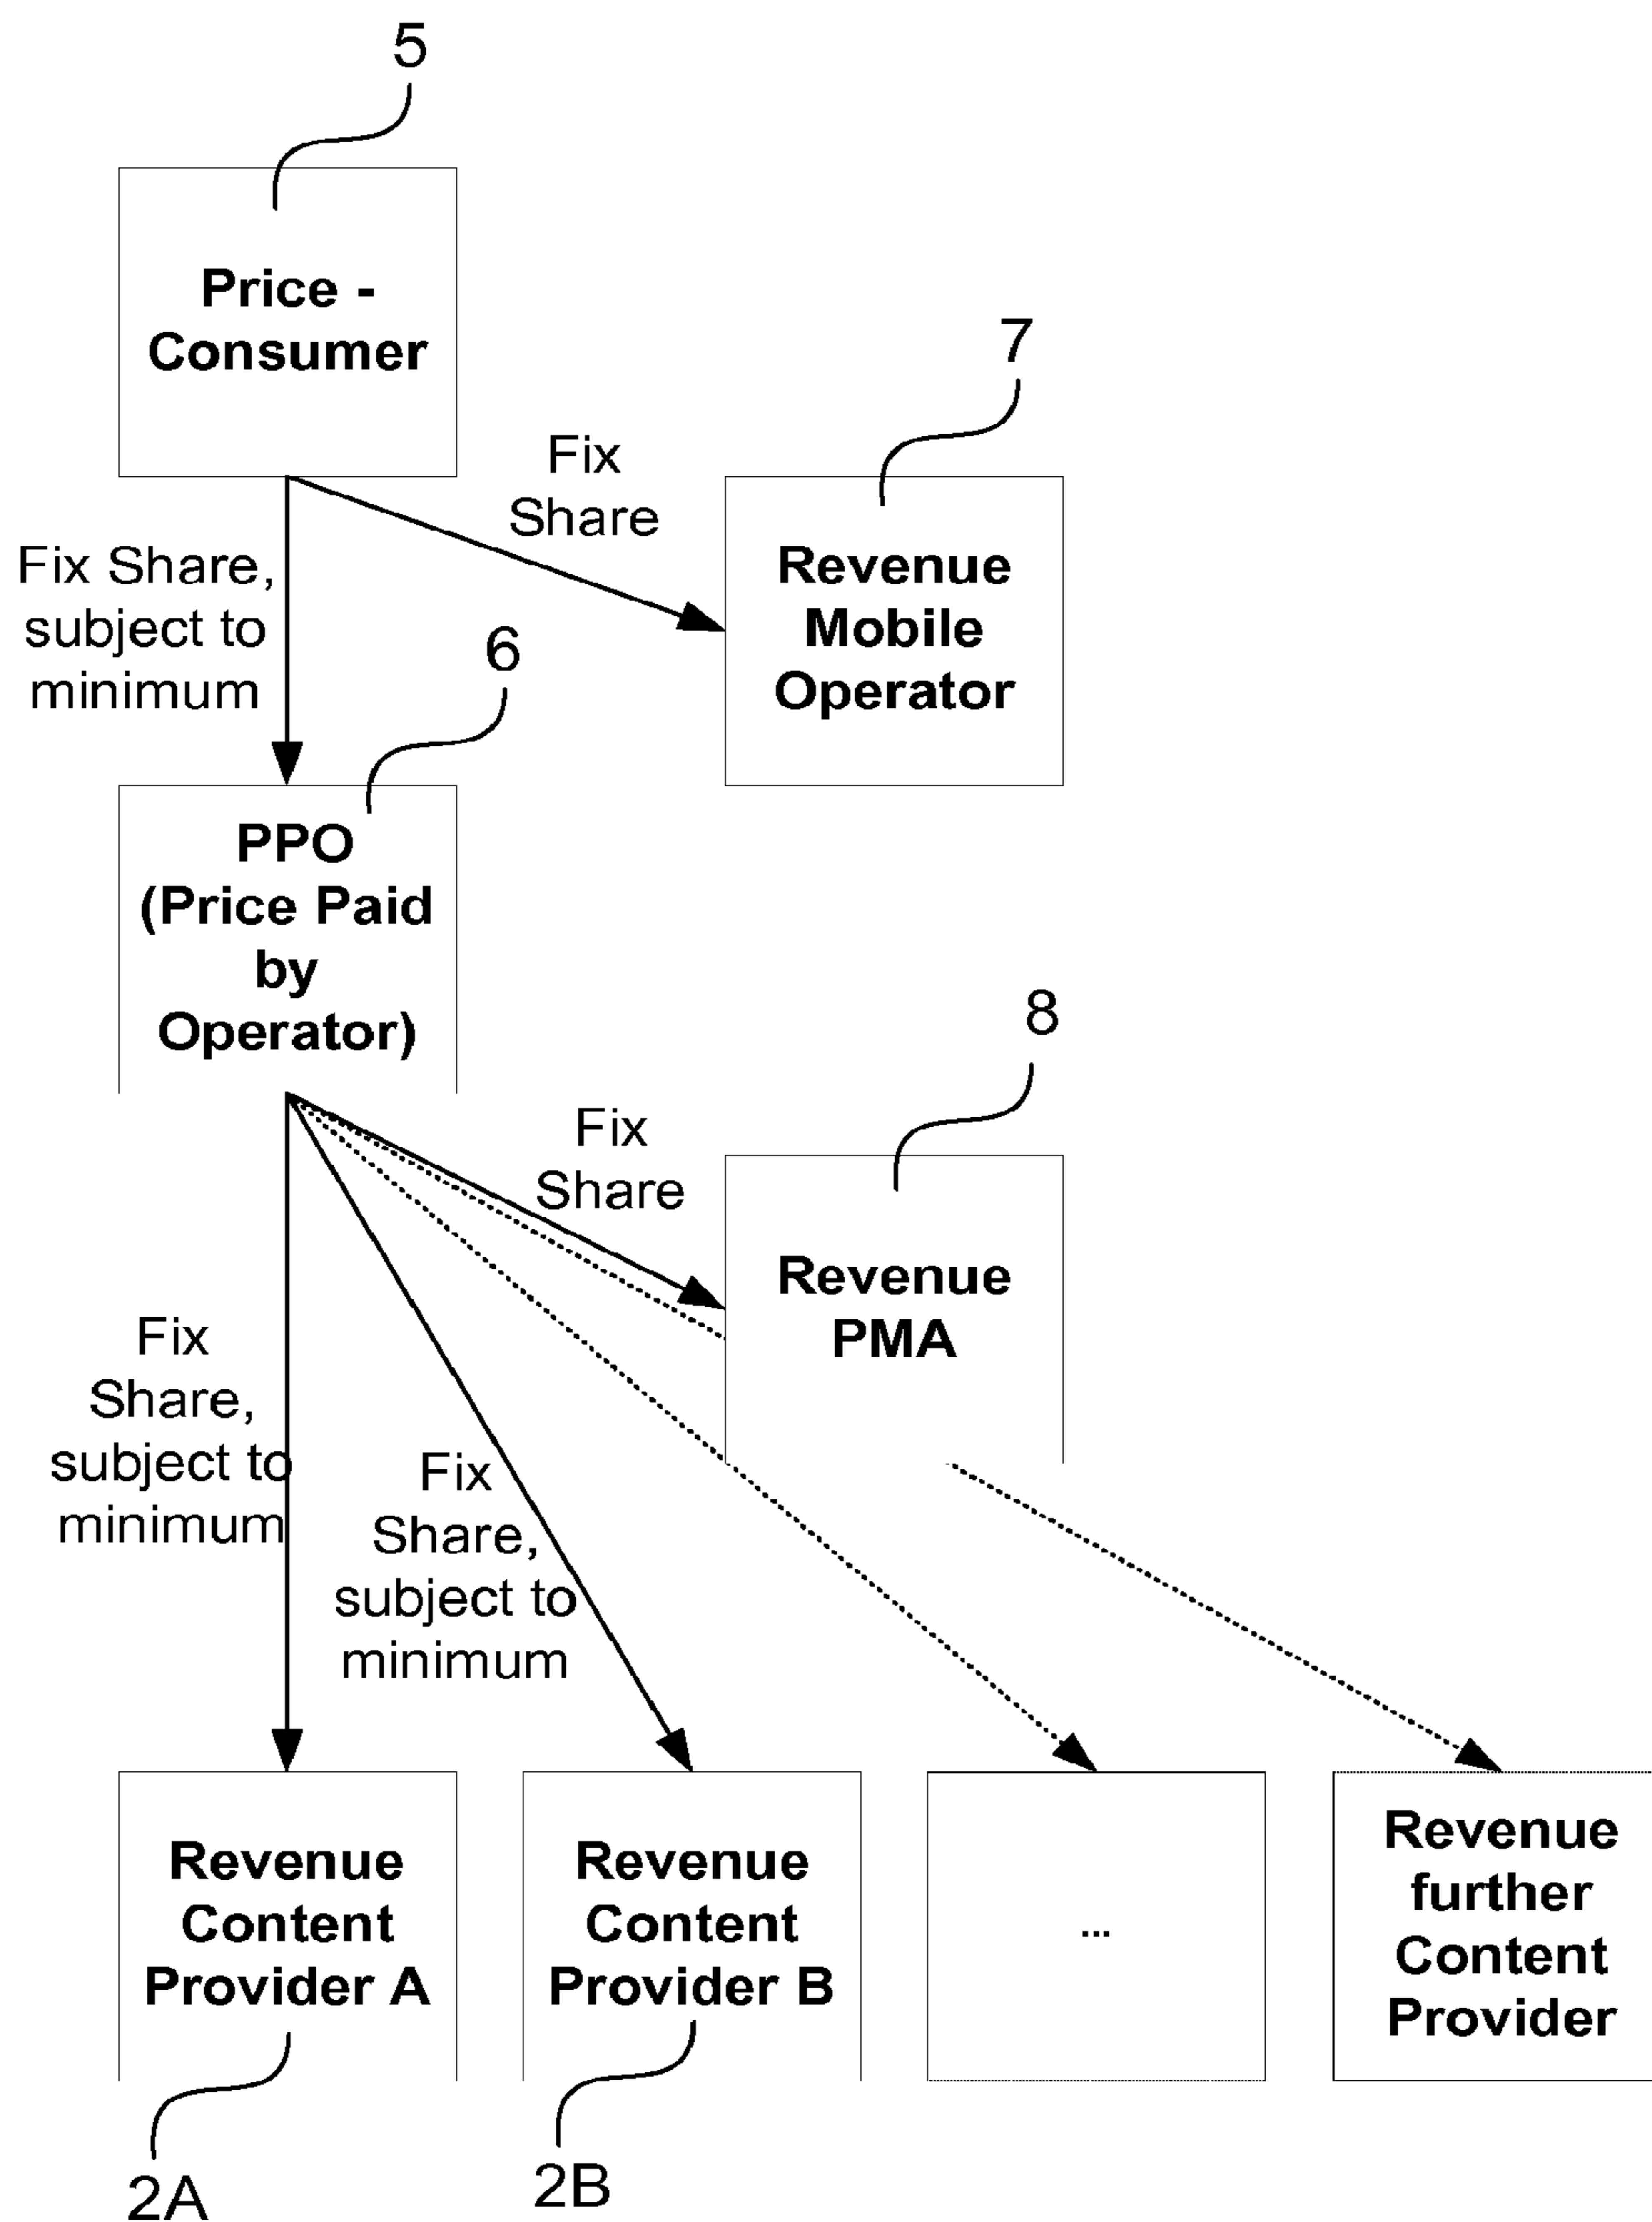 5
Price -
Consumer
7
Fix
Share
Revenue
Mobile
Operator
Fix Share,
subject to
minimum
6
PPO
(Price Paid
by
Operator)
8
Fix
Share
Revenue
PMA
Fix
Share,
subject to
minimum
Fix
Share,
subject to
minimum
Revenue
Content
Provider A
Revenue
Content
Provider B
...
Revenue
further
Content
Provider
2A
2B